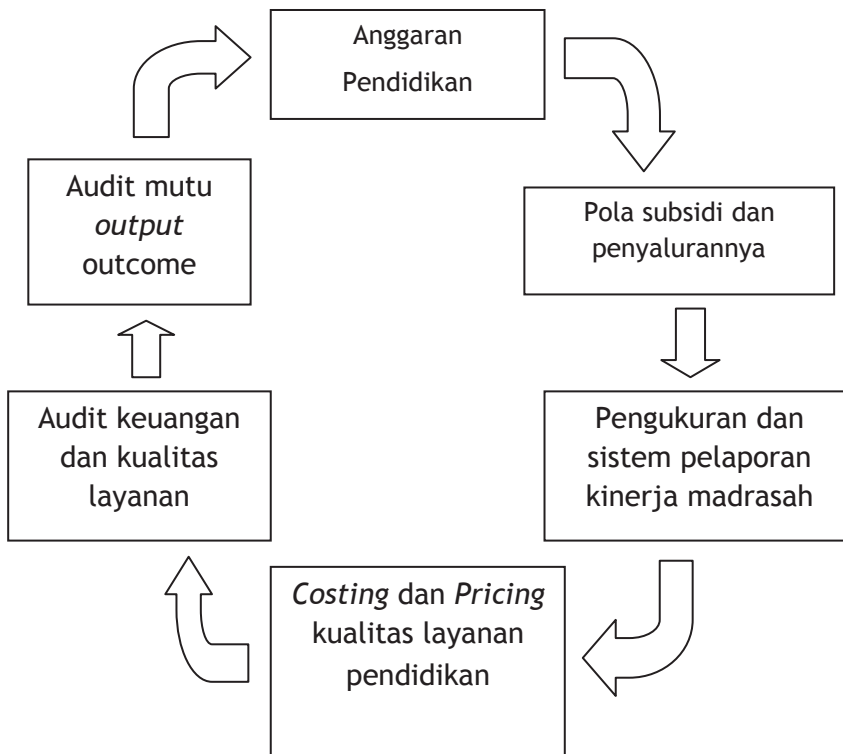 Anggaran
Pendidikan
Pola subsidi dan
penyalurannya
Pengukuran dan
sistem pelaporan
kinerja madrasah
Costing dan Pricing
kualitas layanan
pendidikan
Audit keuangan
dan kualitas
layanan
Audit mutu
output
outcome